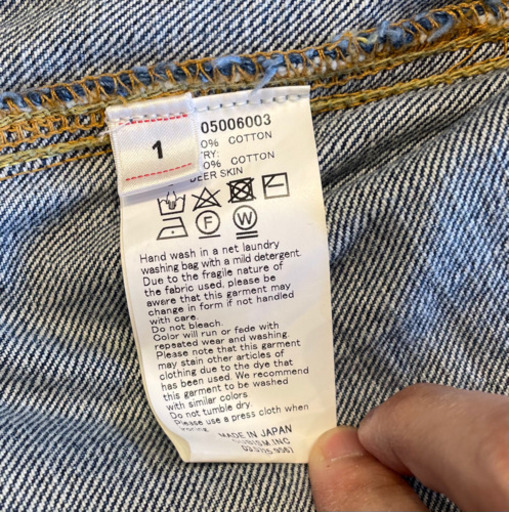 1
05006003
0% COTTON
RY:
0% COTTON
DEER SKIN
F W
Hand wash in a net laundry
washing bag with a mild detergent.
Due to the fragile nature of
the fabric used, please be
aware that this garment may
change in form if not handled
with care.
Do not bleach.
Color will run or fade with
repeated wear and washing
Please note that this garment
may stain other articles of
clothing due to the dye that
has been used. We recommend
this garment to be washed
with similar colors
Do not tumble dry.
Please use a press cloth when
MADE IN JAPAN